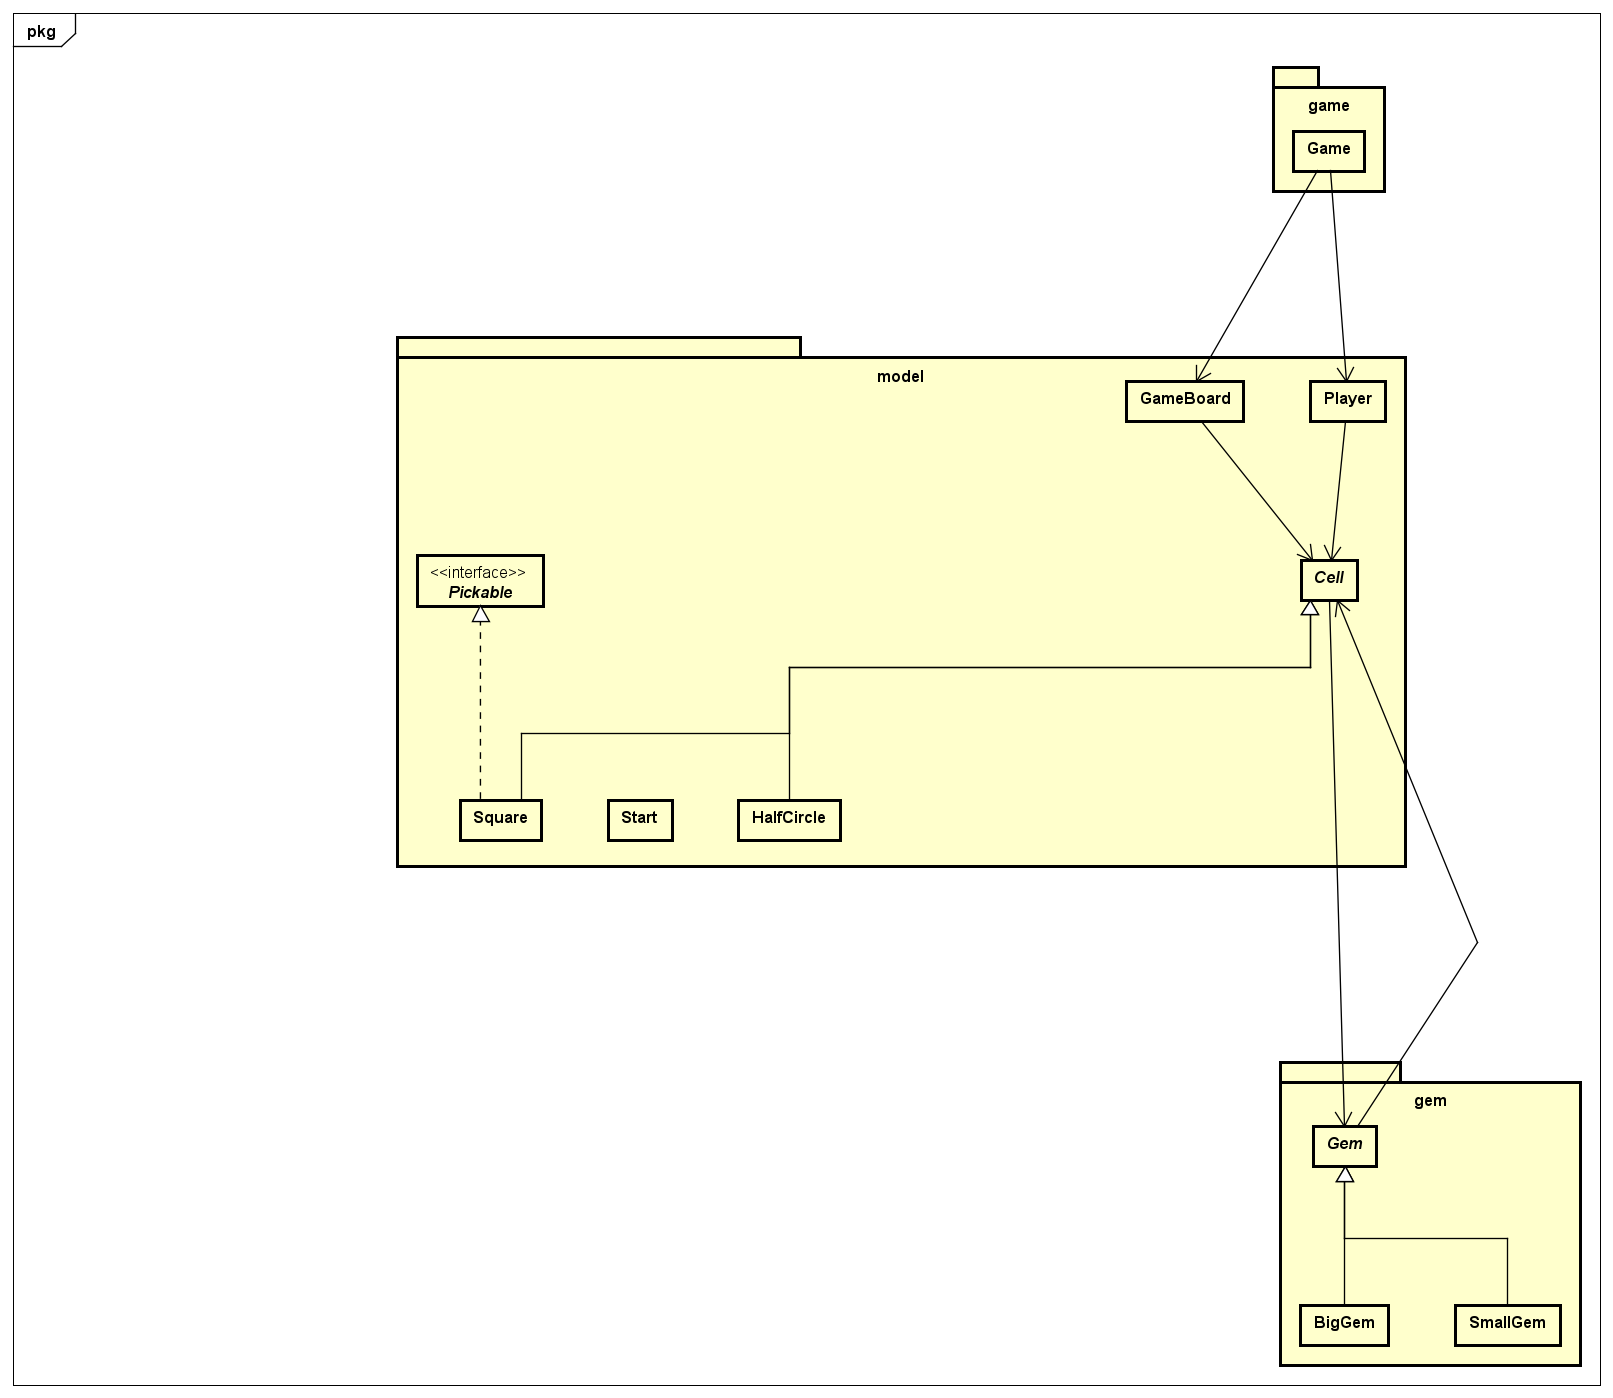 pkg
game
Game
model
GameBoard
Player
<<interface>>
Pickable
Cell
Square
Start
HalfCircle
gem
Gem
BigGem
SmallGem